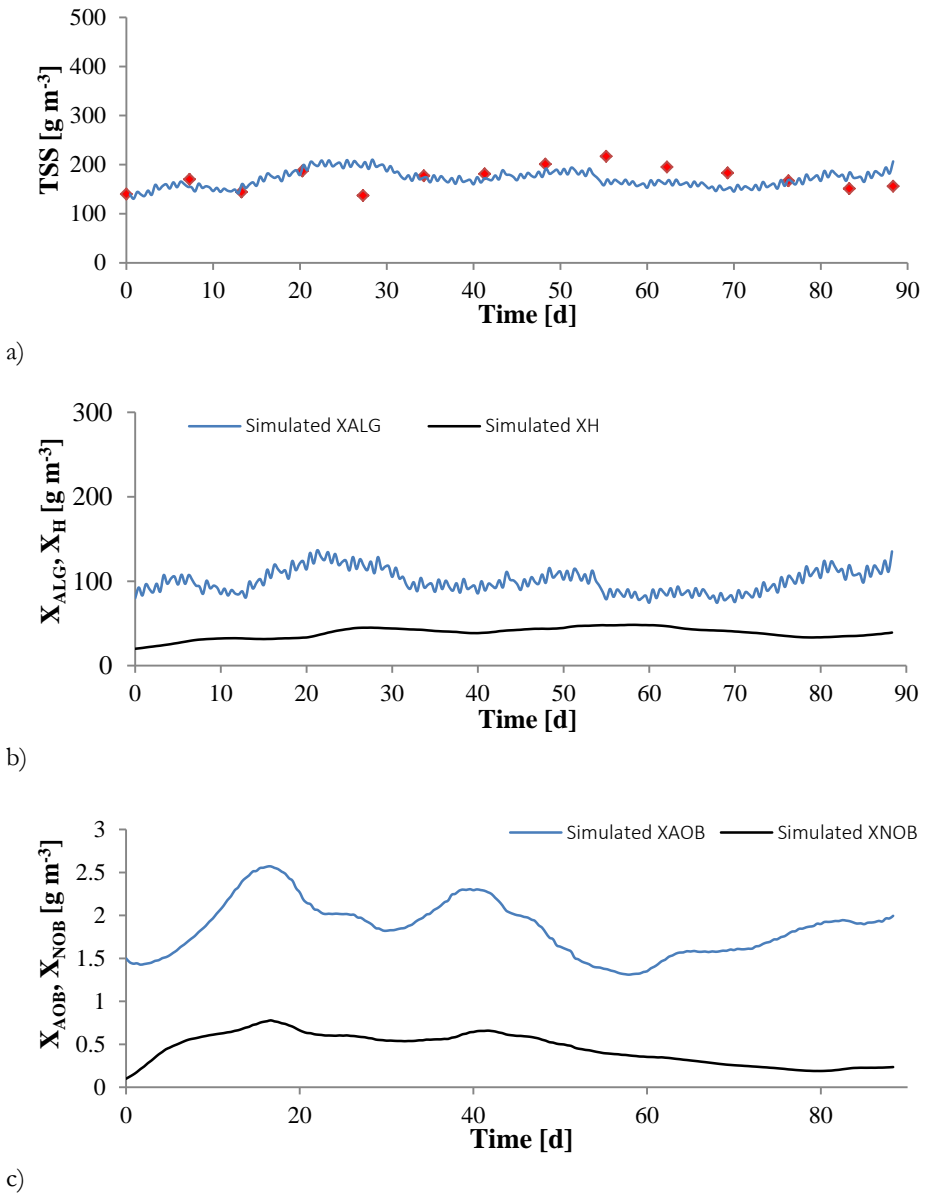 500
400
300
200
100
0
TSS [g m-3]
0 10 20 30 40 50 60 70 80 90
Time [d]
a)
300
200
100
0
XALG, XH [g m-3]
Simulated XALG Simulated XH
0 10 20 30 40 50 60 70 80 90
Time [d]
b)
3
2.5
2
1.5
1
0.5
0
XAOB, XNOB [g m-3]
Simulated XAOB Simulated XNOB
0 20 40 60 80
Time [d]
c)